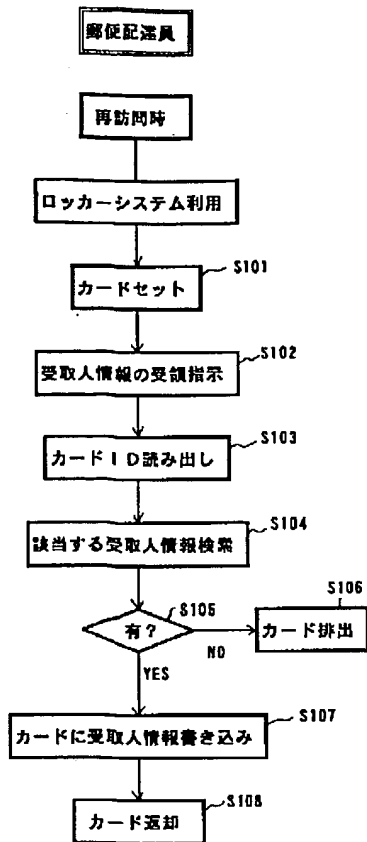 郵便配達員
再訪問時
ロッカーシステム利用
S101
カードセット
S102
受取人情報の受領指示
S103
カードID読み出し
S104
該当する受取人情報検索
S105
有?
NO
S106
カード排出
YES
S107
カードに受取人情報書き込み
S108
カード返却